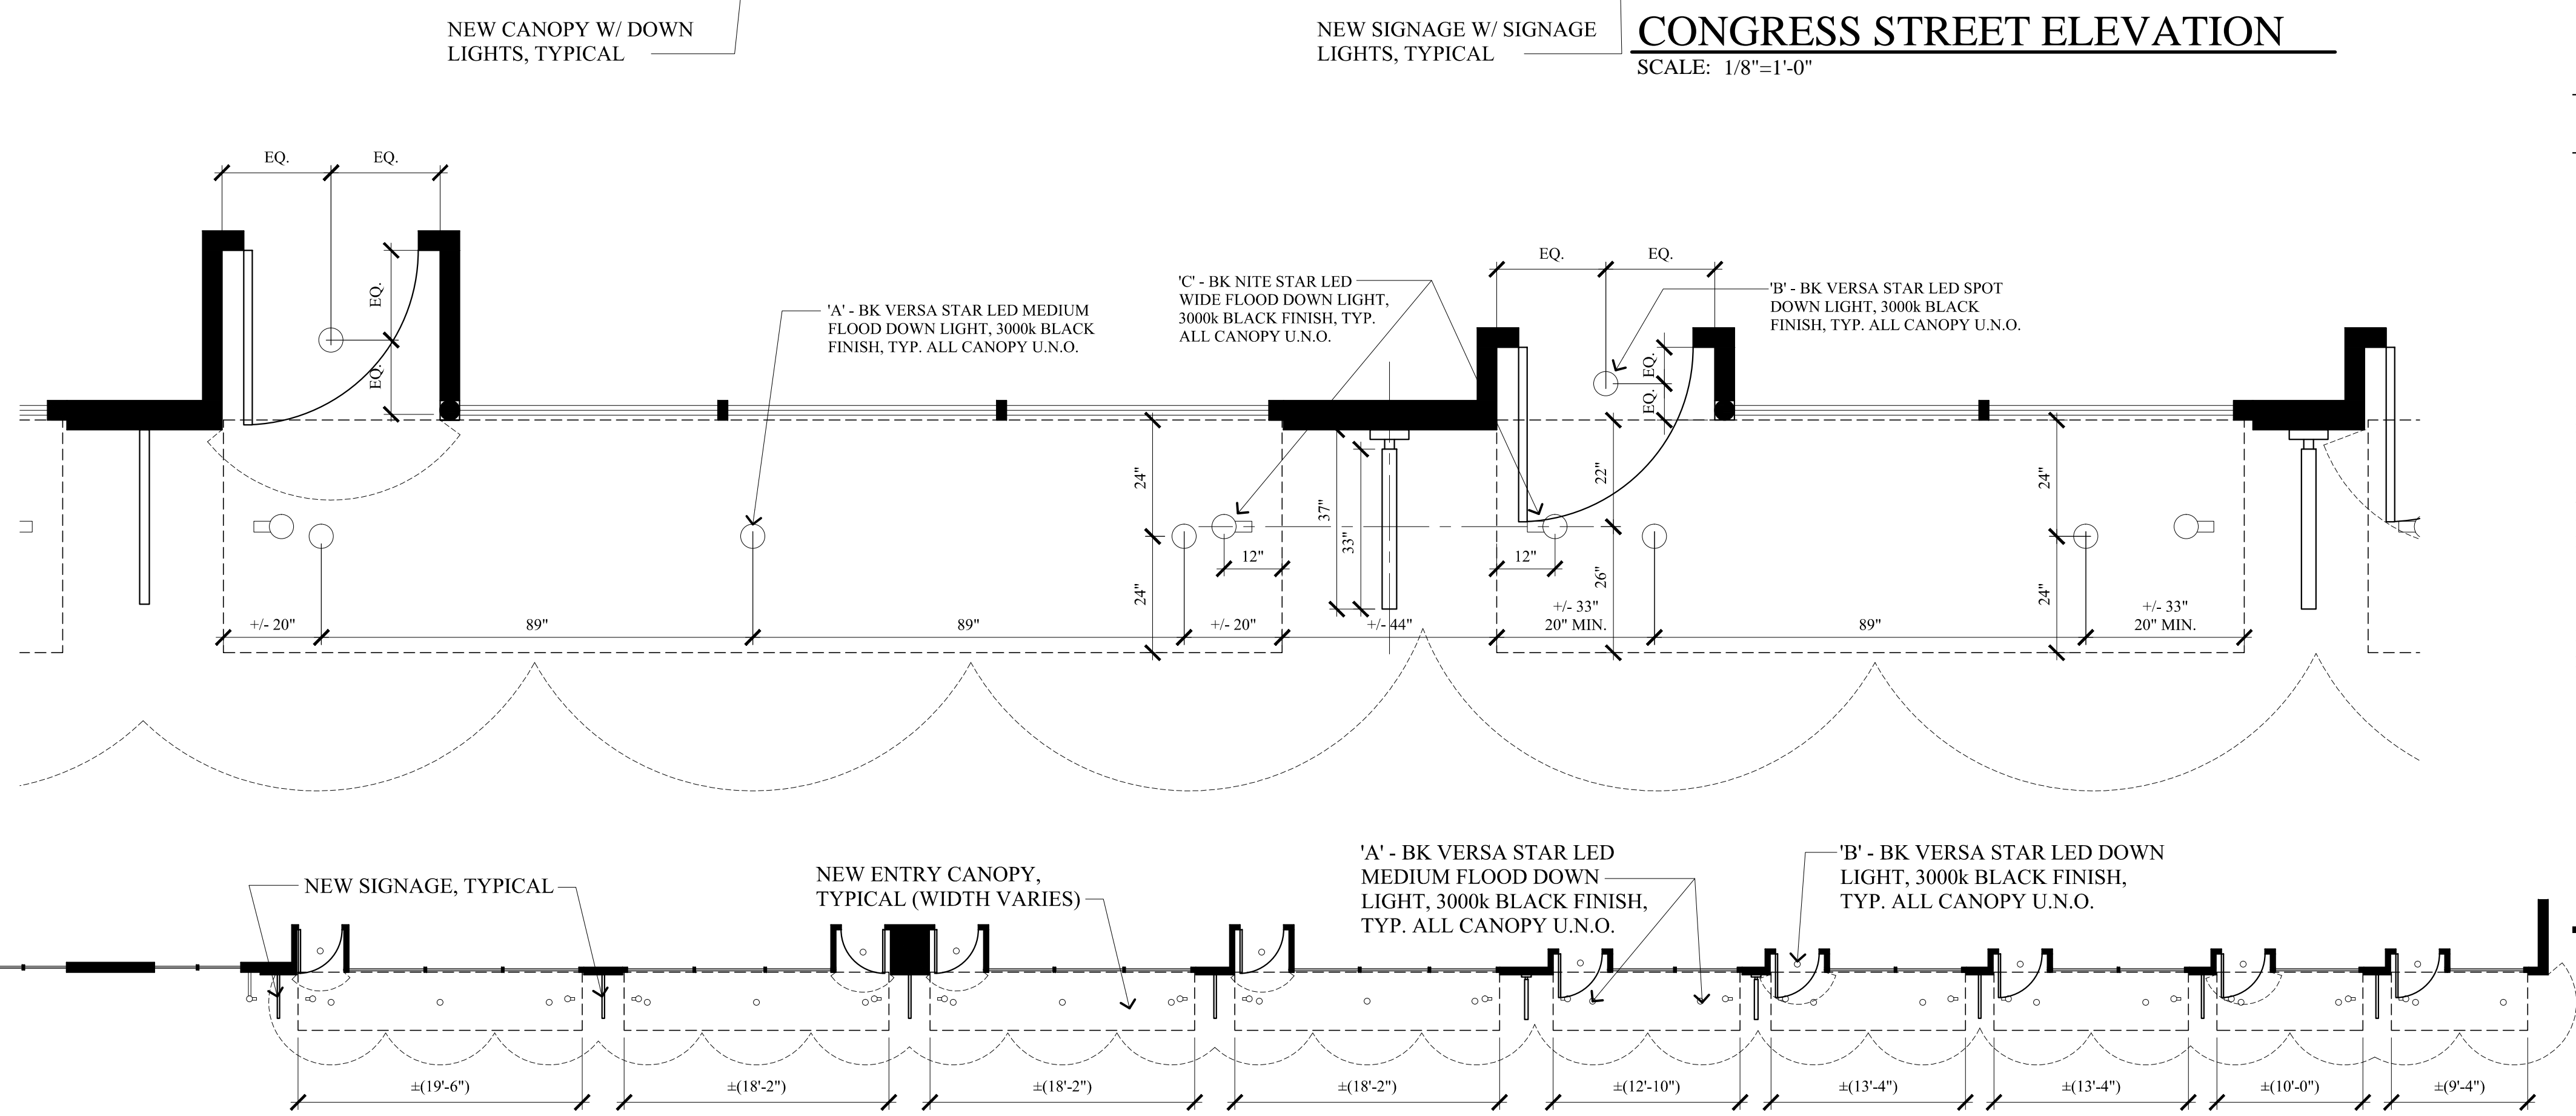 NEW CANOPY W/ DOWN
LIGHTS, TYPICAL
NEW SIGNAGE W/ SIGNAGE
LIGHTS, TYPICAL
CONGRESS STREET ELEVATION
SCALE: 1/8"=1'-0"
EQ.
EQ.
EQ.
EQ.
'A' - BK VERSA STAR LED MEDIUM
FLOOD DOWN LIGHT, 3000k BLACK
FINISH, TYP. ALL CANOPY U.N.O.
'C' - BK NITE STAR LED
WIDE FLOOD DOWN LIGHT,
3000k BLACK FINISH, TYP.
ALL CANOPY U.N.O.
EQ.
EQ.
'B' - BK VERSA STAR LED SPOT
DOWN LIGHT, 3000k BLACK
FINISH, TYP. ALL CANOPY U.N.O.
EQ.
EQ.
24"
24"
37"
33"
22"
26"
24"
24"
12"
12"
+/- 20"
89"
89"
+/- 20"
+/- 44"
+/- 33"
20" MIN.
89"
+/- 33"
20" MIN.
NEW SIGNAGE, TYPICAL
NEW ENTRY CANOPY,
TYPICAL (WIDTH VARIES)
'A' - BK VERSA STAR LED
MEDIUM FLOOD DOWN
LIGHT, 3000k BLACK FINISH,
TYP. ALL CANOPY U.N.O.
'B' - BK VERSA STAR LED DOWN
LIGHT, 3000k BLACK FINISH,
TYP. ALL CANOPY U.N.O.
±(19'-6")
±(18'-2")
±(18'-2")
±(18'-2")
±(12'-10")
±(13'-4")
±(13'-4")
±(10'-0")
±(9'-4")